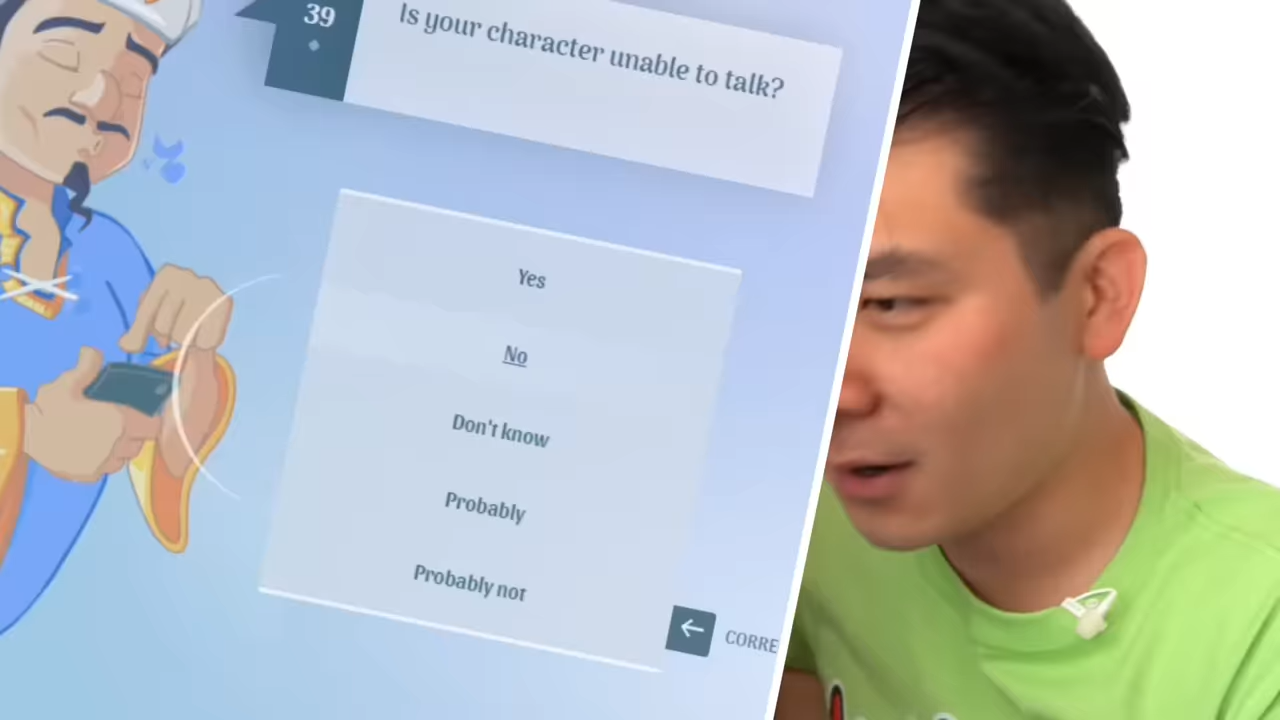 39
Is your character unable to talk?
Yes
No
Don't know
Probably
Probably not
CORRE